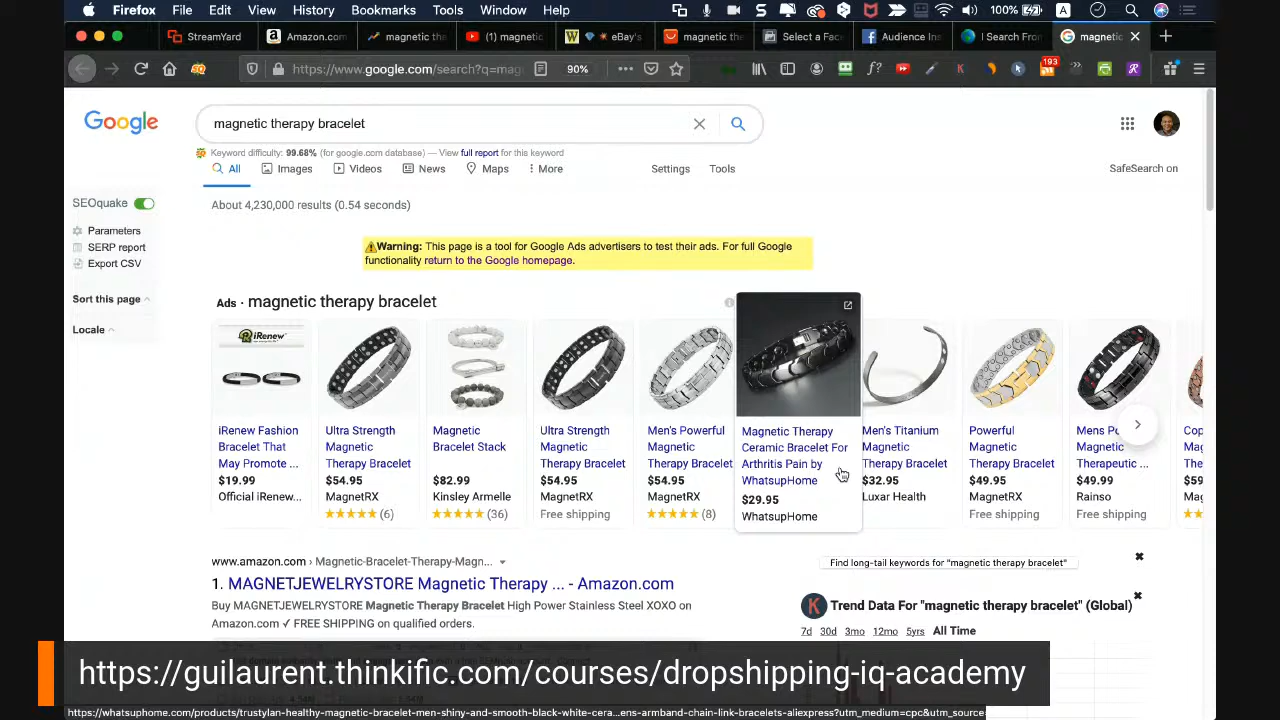 Firefox File Edit View History Bookmarks Tools Window Help 100%
StreamYard Amazon.com magnetic the (1) magnetic eBay's magnetic the Select a Fac Audience Ins I Search From magnetic
https://www.google.com/search?q=mag 90% 193
Google
magnetic therapy bracelet
Keyword difficulty: 99.68% (for google.com database) — View full report for this keyword
All Images Videos News Maps More Settings Tools SafeSearch on
SEOquake
Parameters
SERP report
Export CSV
Sort this page
Locale
About 4,230,000 results (0.54 seconds)
Warning: This page is a tool for Google Ads advertisers to test their ads. For full Google
functionality return to the Google homepage.
Ads · magnetic therapy bracelet
iRenew
iRenew Fashion
Bracelet That
May Promote ...
$19.99
Official iRenew...
Ultra Strength
Magnetic
Therapy Bracelet
$54.95
MagnetRX
(6)
Magnetic
Bracelet Stack
$82.99
Kinsley Armelle
(36)
Ultra Strength
Magnetic
Therapy Bracelet
$54.95
MagnetRX
Free shipping
Men's Powerful
Magnetic
Therapy Bracelet
$54.95
MagnetRX
(8)
Magnetic Therapy
Ceramic Bracelet For
Arthritis Pain by
WhatsupHome
$29.95
WhatsupHome
Men's Titanium
Magnetic
Therapy Bracelet
$32.95
Luxar Health
Powerful
Magnetic
Therapy Bracelet
$49.95
MagnetRX
Free shipping
Mens Po
Magnetic
Therapeutic ...
$49.99
Rainso
Free shipping
Cop
Mag
The
$59
Mag
www.amazon.com › Magnetic-Bracelet-Therapy-Magn...
1. MAGNETJEWELRYSTORE Magnetic Therapy ... - Amazon.com
Buy MAGNETJEWELRYSTORE Magnetic Therapy Bracelet High Power Stainless Steel XOXO on
Amazon.com ✓ FREE SHIPPING on qualified orders.
Find long-tail keywords for "magnetic therapy bracelet"
K Trend Data For "magnetic therapy bracelet" (Global)
7d 30d 3mo 12mo 5yrs All Time
https://guilaurent.thinkific.com/courses/dropshipping-iq-academy
https://whatsuphome.com/products/trustylan-healthy-magnetic-bracelet-men-shiny-and-smooth-black-white-cera...ens-armband-chain-link-bracelets-aliexpress?utm_medium=cpc&utm_source